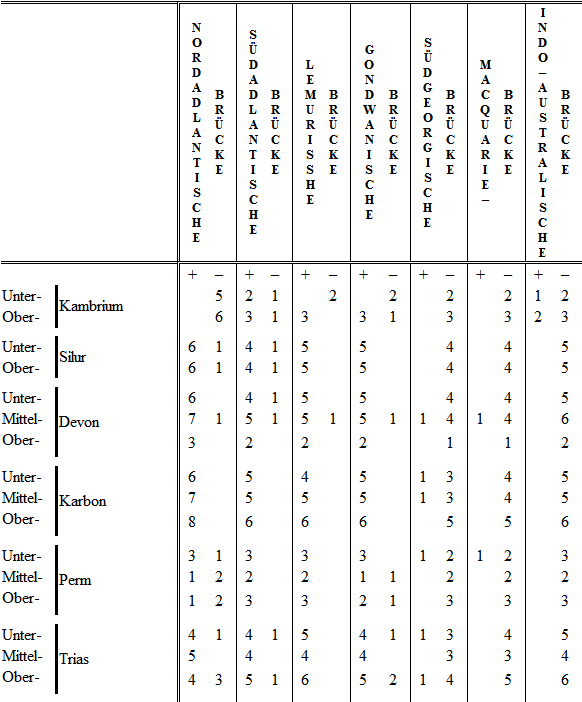 NORDADLANTISCHE BRÜCKE
SÜDADLANTISCHE BRÜCKE
LEMURISSHE BRÜCKE
GONDWANISCHE BRÜCKE
SÜDGEORGISCHE BRÜCKE
MACQUARIE– BRÜCKE
INDO–AUSTRALISCHE BRÜCKE
+ – + – + – + – + – + – + –
Unter- 5 2 1 2 2 2 2 1 2
Kambrium
Ober- 6 3 1 3 3 1 3 3 2 3
Unter- 6 1 4 1 5 5 4 4 5
Silur
Ober- 6 1 4 1 5 5 4 4 5
Unter- 6 4 1 5 5 4 4 5
Mittel- Devon 7 1 5 1 5 1 5 1 1 4 1 4 6
Ober- 3 2 2 2 1 1 2
Unter- 6 5 4 5 1 3 4 5
Mittel- Karbon 7 5 5 5 1 3 4 5
Ober- 8 6 6 6 5 5 6
Unter- 3 1 3 3 3 1 2 1 2 3
Mittel- Perm 1 2 2 2 1 1 2 2 2
Ober- 1 2 3 3 2 1 3 3 3
Unter- 4 1 4 1 5 4 1 1 3 4 5
Mittel- Trias 5 4 4 4 3 3 4
Ober- 4 3 5 1 6 5 2 1 4 5 6